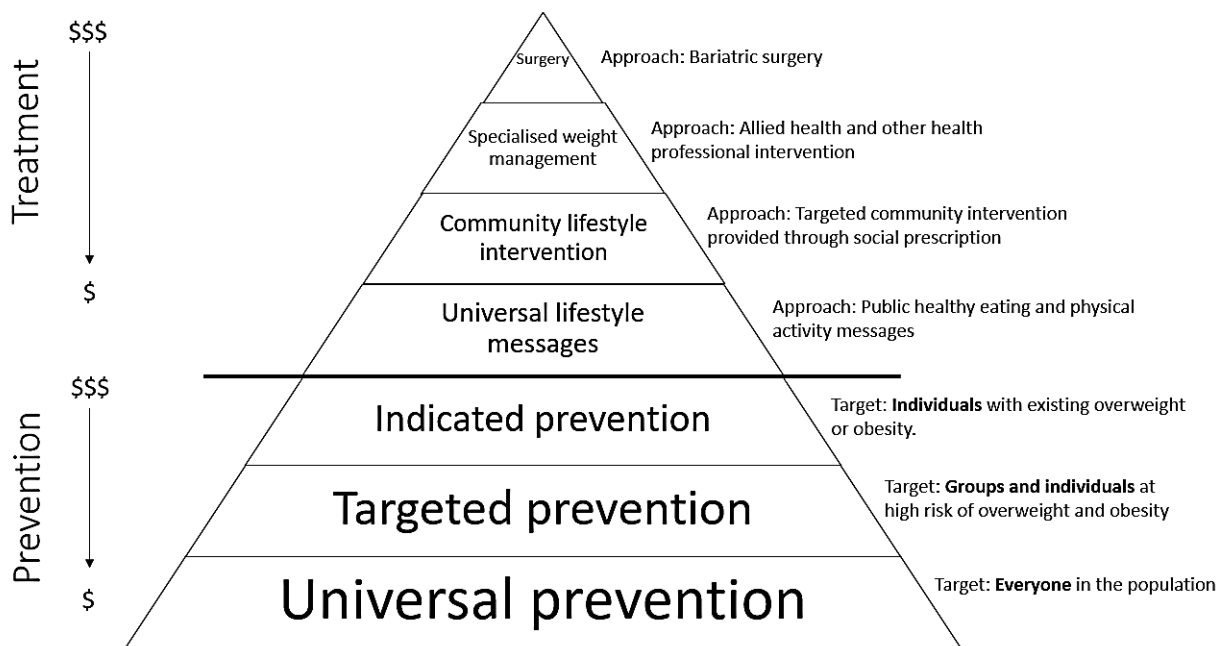 Treatment
$$$
$
Surgery
Approach: Bariatric surgery
Specialised weight
management
Approach: Allied health and other health
professional intervention
Community lifestyle
intervention
Approach: Targeted community intervention
provided through social prescription
Universal lifestyle
messages
Approach: Public healthy eating and physical
activity messages
Prevention
$$$
$
Indicated prevention
Target: Individuals with existing overweight
or obesity.
Targeted prevention
Target: Groups and individuals at
high risk of overweight and obesity
Universal prevention
Target: Everyone in the population